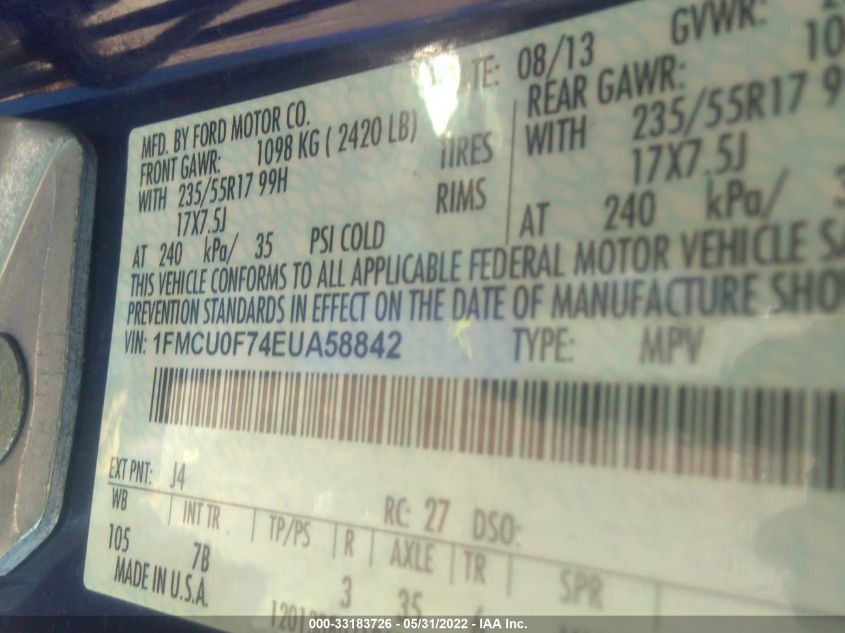 MFD. BY FORD MOTOR CO.
08/13
GVWR:
FRONT GAWR: 1098 KG ( 2420 LB)
REAR GAWR:
WITH 235/55R17 99H TIRES
WITH 235/55R17
17X7.5J RIMS
17X7.5J
AT 240 kPa/ 35 PSI COLD
AT 240 kPa/
THIS VEHICLE CONFORMS TO ALL APPLICABLE FEDERAL MOTOR VEHICLE
PREVENTION STANDARDS IN EFFECT ON THE DATE OF MANUFACTURE
VIN: 1FMCU0F74EUA58842 TYPE: MPV
EXT PNT: J4 RC: 27 DSO:
WB INT TR TP/PS R AXLE TR SPR
105 7B 3 35
MADE IN U.S.A.
000-33183726 - 05/31/2022 - IAA Inc.